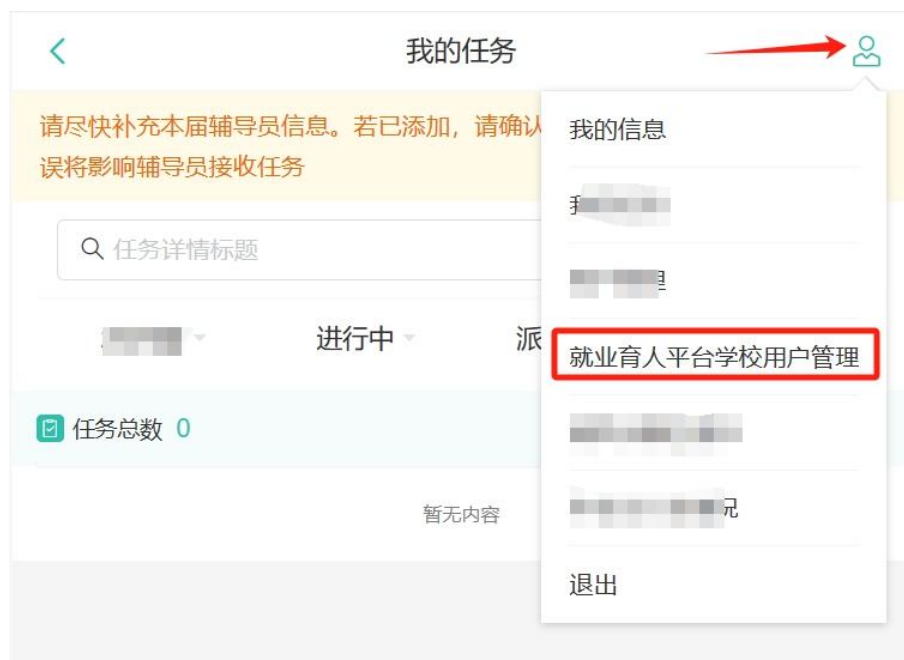 我的任务
请尽快补充本届辅导员信息。若已添加，请确认
误将影响辅导员接收任务
任务详情标题
进行中
派
任务总数 0
暂无内容
我的信息
理
就业育人平台学校用户管理
况
退出